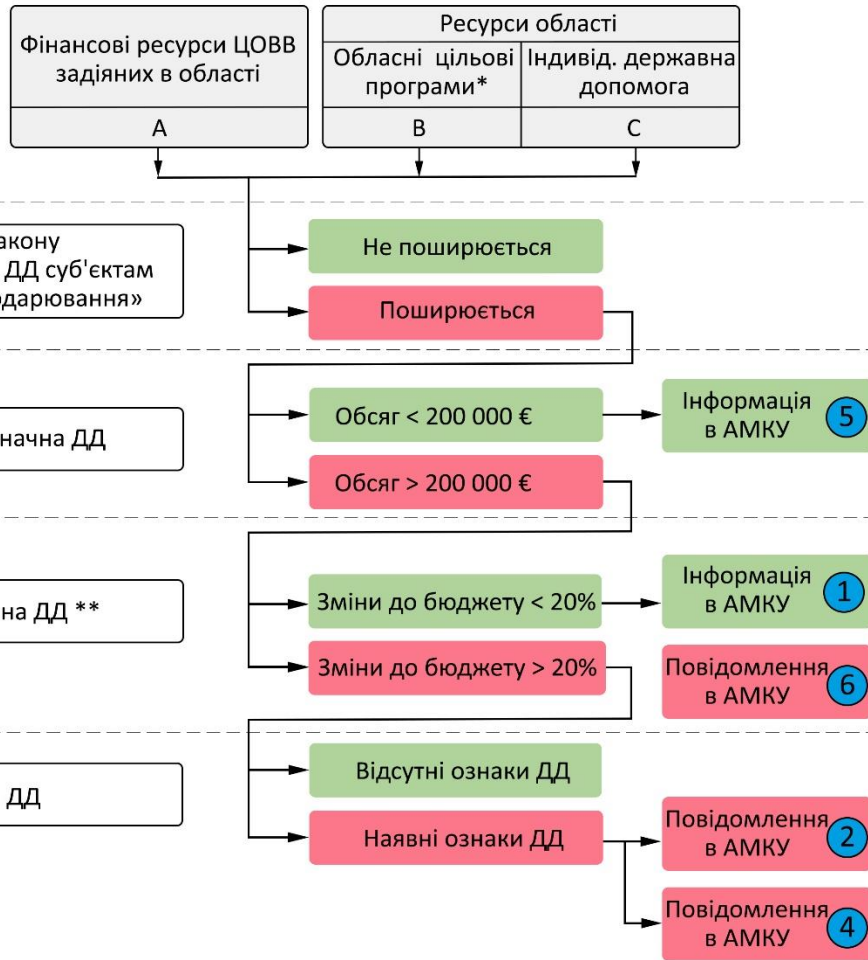 Фінансові ресурси ЦОВВ
задіяних в області
А
Ресурси області
Обласні цільові
програми*
В
Індивід. державна
допомога
С
акону
ДД суб'єктам
одарювання»
Не поширюється
Поширюється
начна ДД
Обсяг < 200 000 €
Інформація
в АМКУ
5
Обсяг > 200 000 €
на ДД **
Зміни до бюджету < 20%
Інформація
в АМКУ
1
Зміни до бюджету > 20%
Повідомлення
в АМКУ
6
ДД
Відсутні ознаки ДД
Наявні ознаки ДД
Повідомлення
в АМКУ
2
Повідомлення
в АМКУ
4